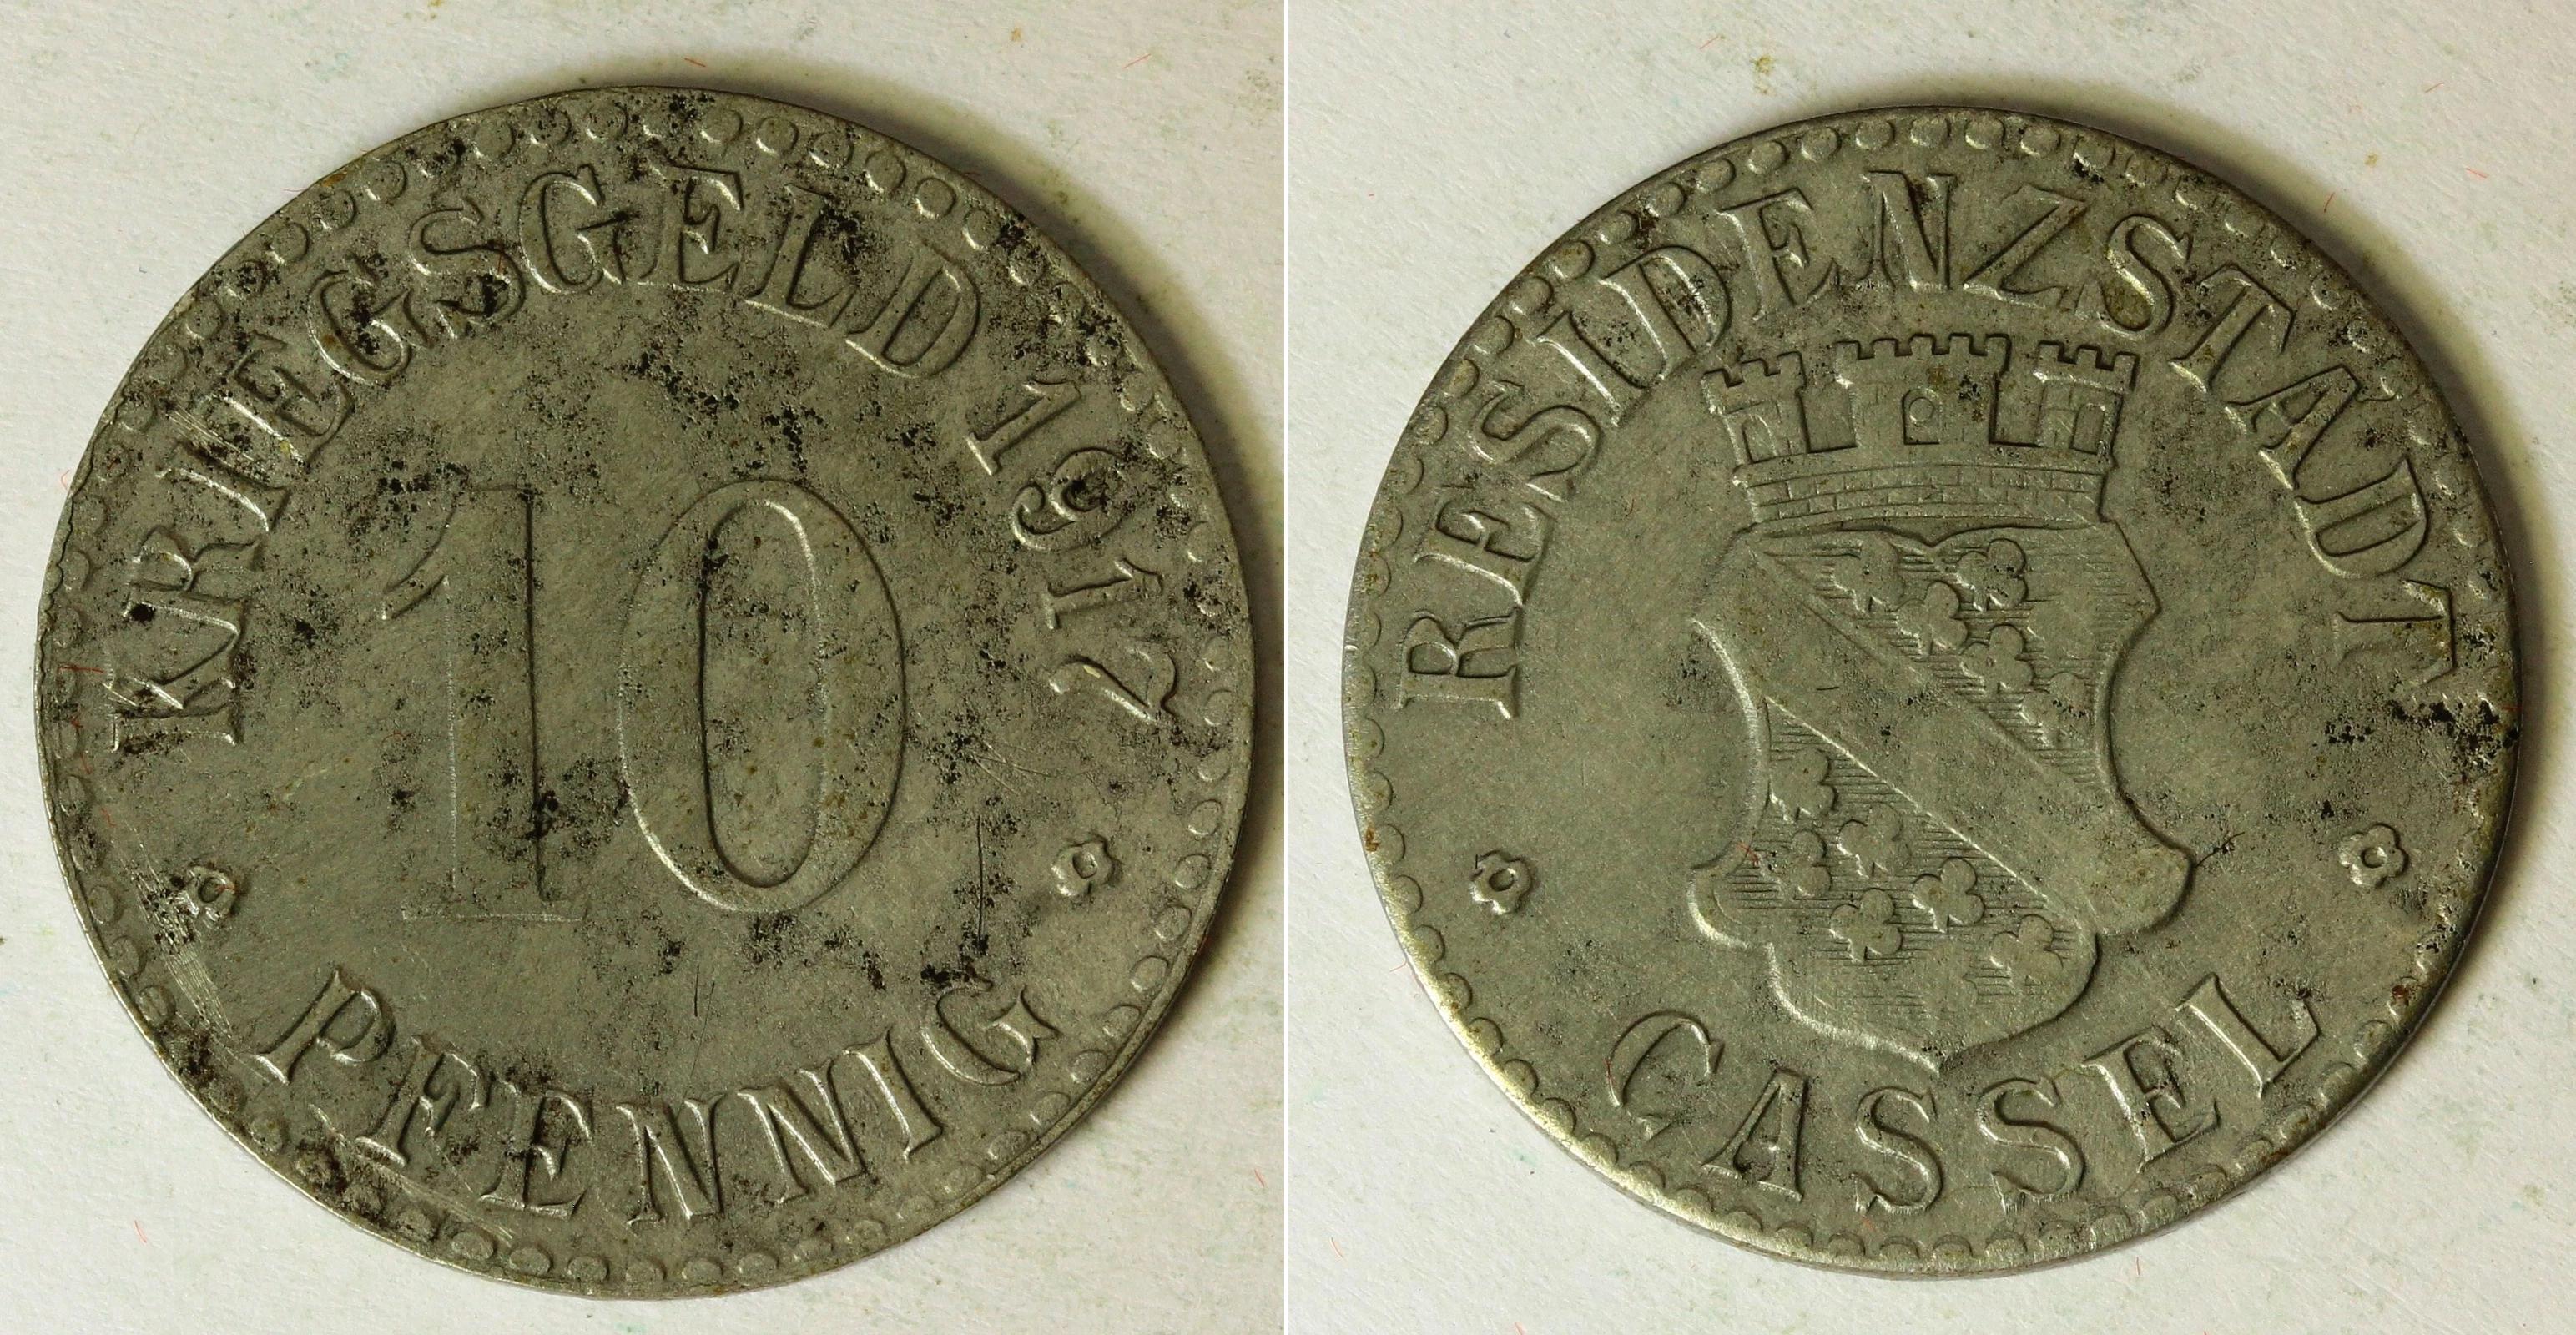 KRIEGSGELD 1917
10
PFENNIG
RESIDENZSTADT
CASSEL